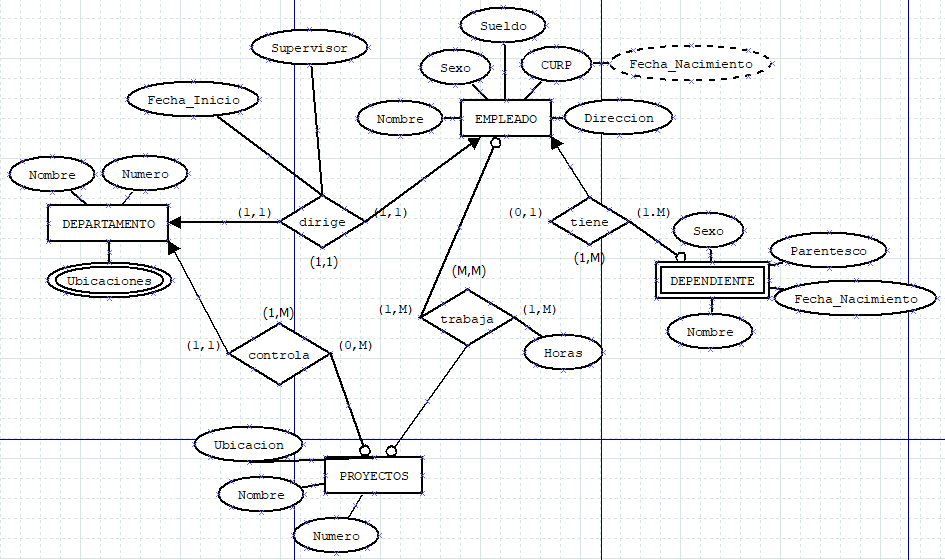 Sueldo
Supervisor
Sexo
CURP
Fecha_Nacimiento
Fecha_Inicio
Nombre
EMPLEADO
Direccion
Nombre
Numero
DEPARTAMENTO
(1,1)
dirige
(1,1)
(0,1)
tiene
(1.M)
Sexo
Parentesco
(1,1)
(1,M)
(M,M)
Ubicaciones
DEPENDIENTE
Fecha_Nacimiento
(1,M)
(1,M)
trabaja
(1,M)
Nombre
(1,1)
controla
(0,M)
Horas
Ubicacion
PROYECTOS
Nombre
Numero